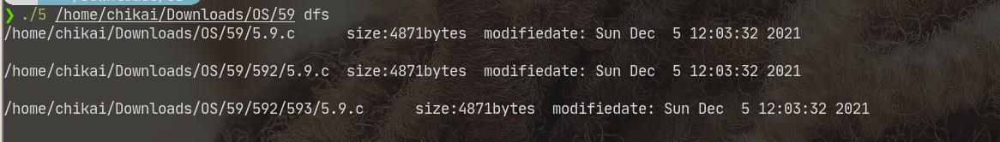 ❯ ./5 /home/chikai/Downloads/OS/59 dfs
/home/chikai/Downloads/OS/59/5.9.c      size:4871bytes  modifiedate: Sun Dec  5 12:03:32 2021
/home/chikai/Downloads/OS/59/592/5.9.c  size:4871bytes  modifiedate: Sun Dec  5 12:03:32 2021
/home/chikai/Downloads/OS/59/592/593/5.9.c      size:4871bytes  modifiedate: Sun Dec  5 12:03:32 2021